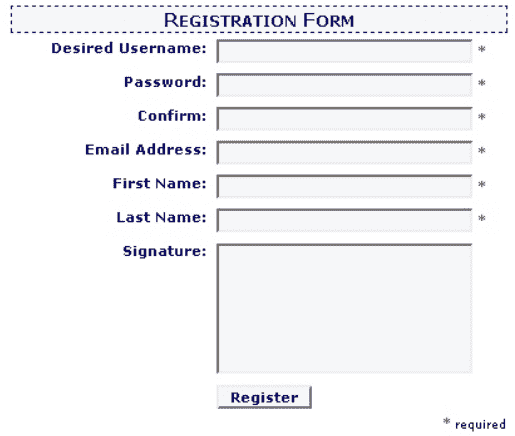 Registration Form
Desired Username: *
Password: *
Confirm: *
Email Address: *
First Name: *
Last Name: *
Signature:
Register
* required